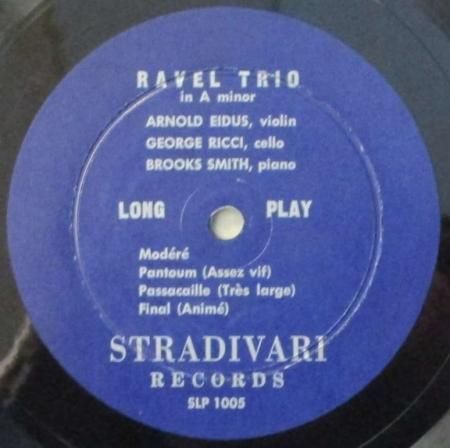 RAVEL TRIO
in A minor
ARNOLD EIDUS, violin
GEORGE RICCI, cello
BROOKS SMITH, piano
LONG PLAY
Modéré
Pantoum (Assez vif)
Passacaille (Très large)
Final (Animé)
STRADIVARI
RECORDS
SLP 1005